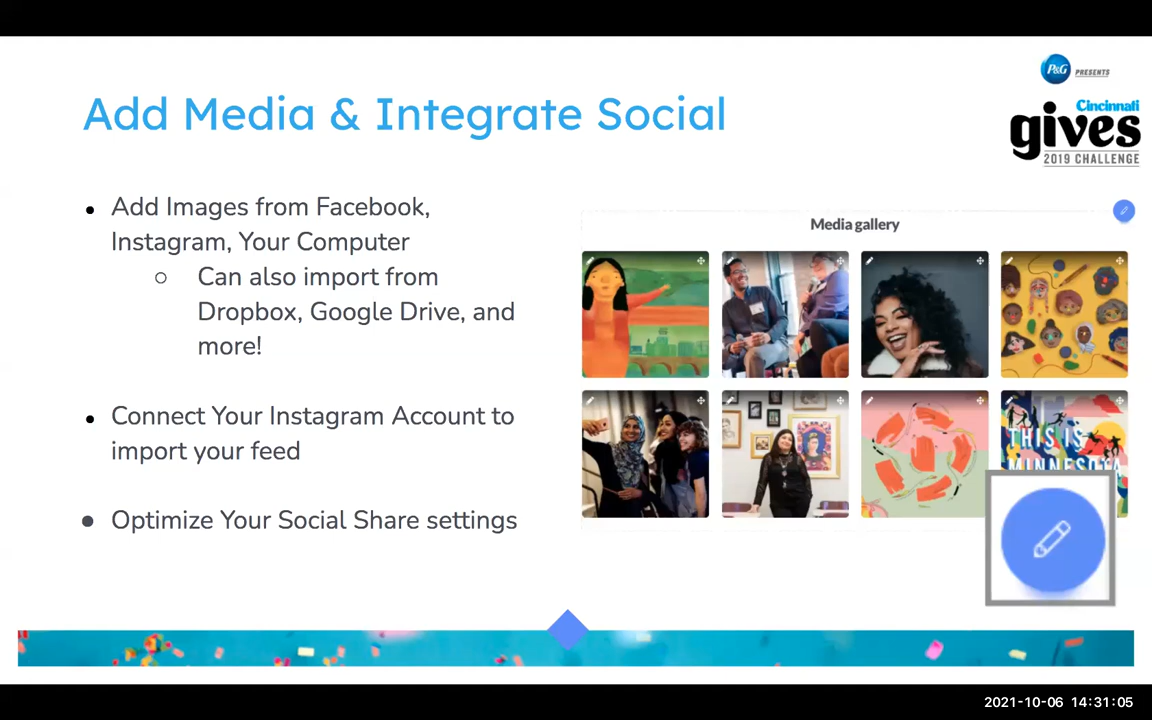 P&G PRESENTS
Cincinnati
gives
2019 CHALLENGE
Add Media & Integrate Social
● Add Images from Facebook,
Instagram, Your Computer
○ Can also import from
Dropbox, Google Drive, and
more!
● Connect Your Instagram Account to
import your feed
● Optimize Your Social Share settings
Media gallery
THIS IS
MINNESOTA
2021-10-06 14:31:05